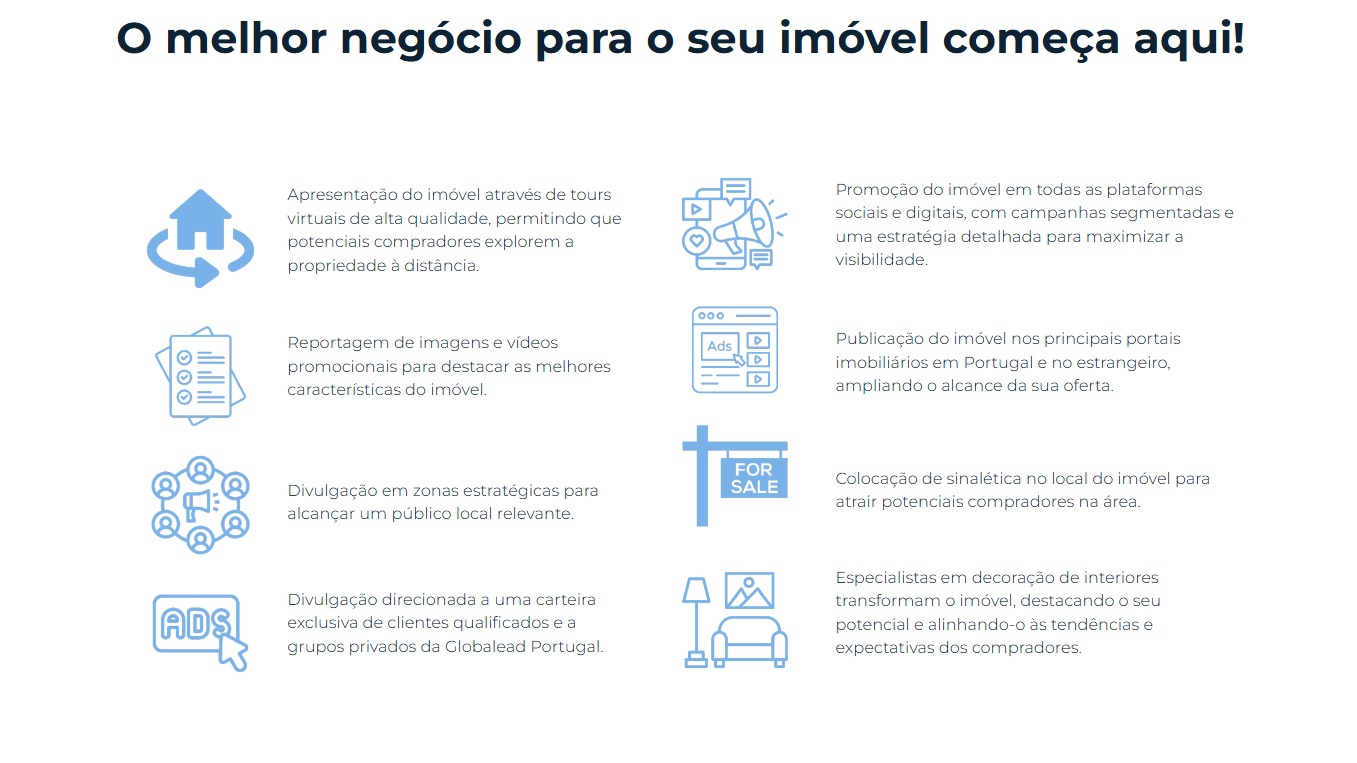 O melhor negócio para o seu imóvel começa aqui!
Apresentação do imóvel através de tours
virtuais de alta qualidade, permitindo que
potenciais compradores explorem a
propriedade à distância.
Reportagem de imagens e vídeos
promocionais para destacar as melhores
características do imóvel.
Divulgação em zonas estratégicas para
alcançar um público local relevante.
ADS
Divulgação direcionada a uma carteira
exclusiva de clientes qualificados e a
grupos privados da Globalead Portugal.
Promoção do imóvel em todas as plataformas
sociais e digitais, com campanhas segmentadas e
uma estratégia detalhada para maximizar a
visibilidade.
Ads
Publicação do imóvel nos principais portais
imobiliários em Portugal e no estrangeiro,
ampliando o alcance da sua oferta.
FOR
SALE
Colocação de sinalética no local do imóvel para
atrair potenciais compradores na área.
Especialistas em decoração de interiores
transformam o imóvel, destacando o seu
potencial e alinhando-o às tendências e
expectativas dos compradores.